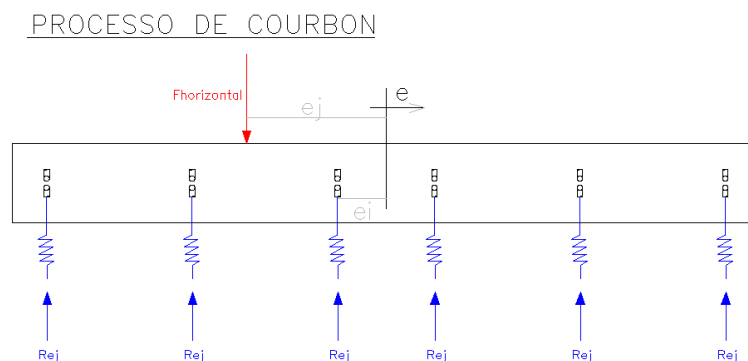 PROCESSO DE COURBON
Fhorizontal
ej
e
ei
Rej Rej Rej Rej Rej Rej